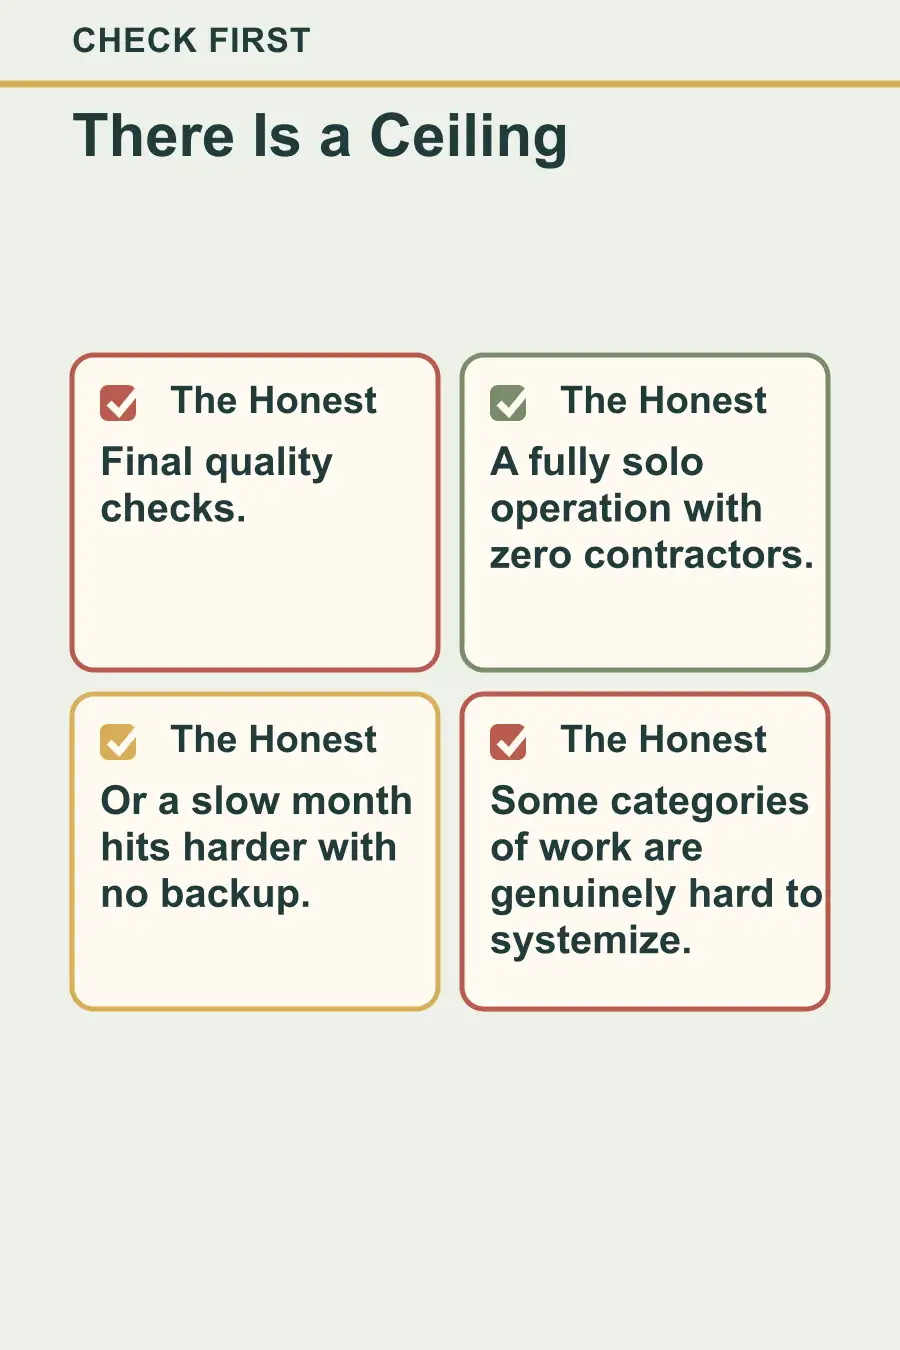 CHECK FIRST
There Is a Ceiling
The Honest
Final quality
checks.
The Honest
A fully solo
operation with
zero contractors.
The Honest
Or a slow month
hits harder with
no backup.
The Honest
Some categories
of work are
genuinely hard to
systemize.